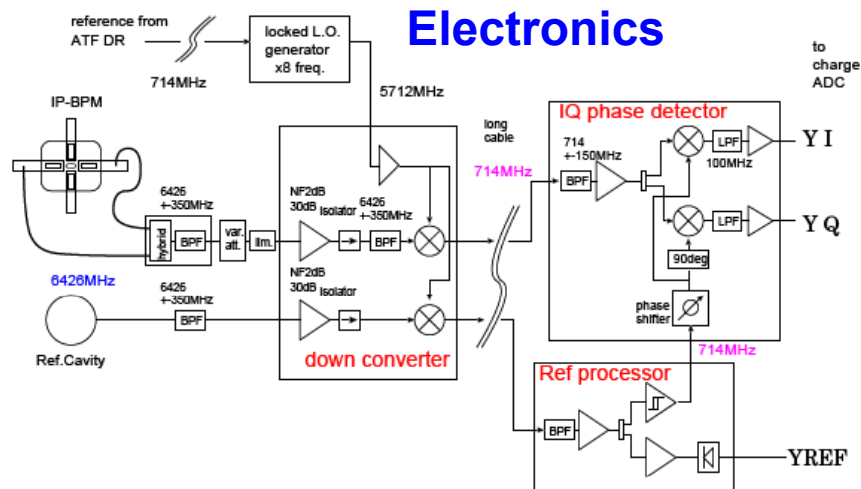 Electronics
reference from
ATF DR
714MHz
locked L.O.
generator
x8 freq.
5712MHz
to
charge
ADC
IP-BPM
long
cable
714MHz
IQ phase detector
714
+-150MHz
BPF
LPF
100MHz
Y I
LPF
Y Q
90deg
phase
shifter
714MHz
6426
+-350MHz
hybrid
BPF
var.
att.
lim.
NF2dB
30dB
Isolator
6426
+-350MHz
BPF
6426MHz
Ref.Cavity
6426
+-350MHz
BPF
NF2dB
30dB
Isolator
down converter
Ref processor
BPF
YREF